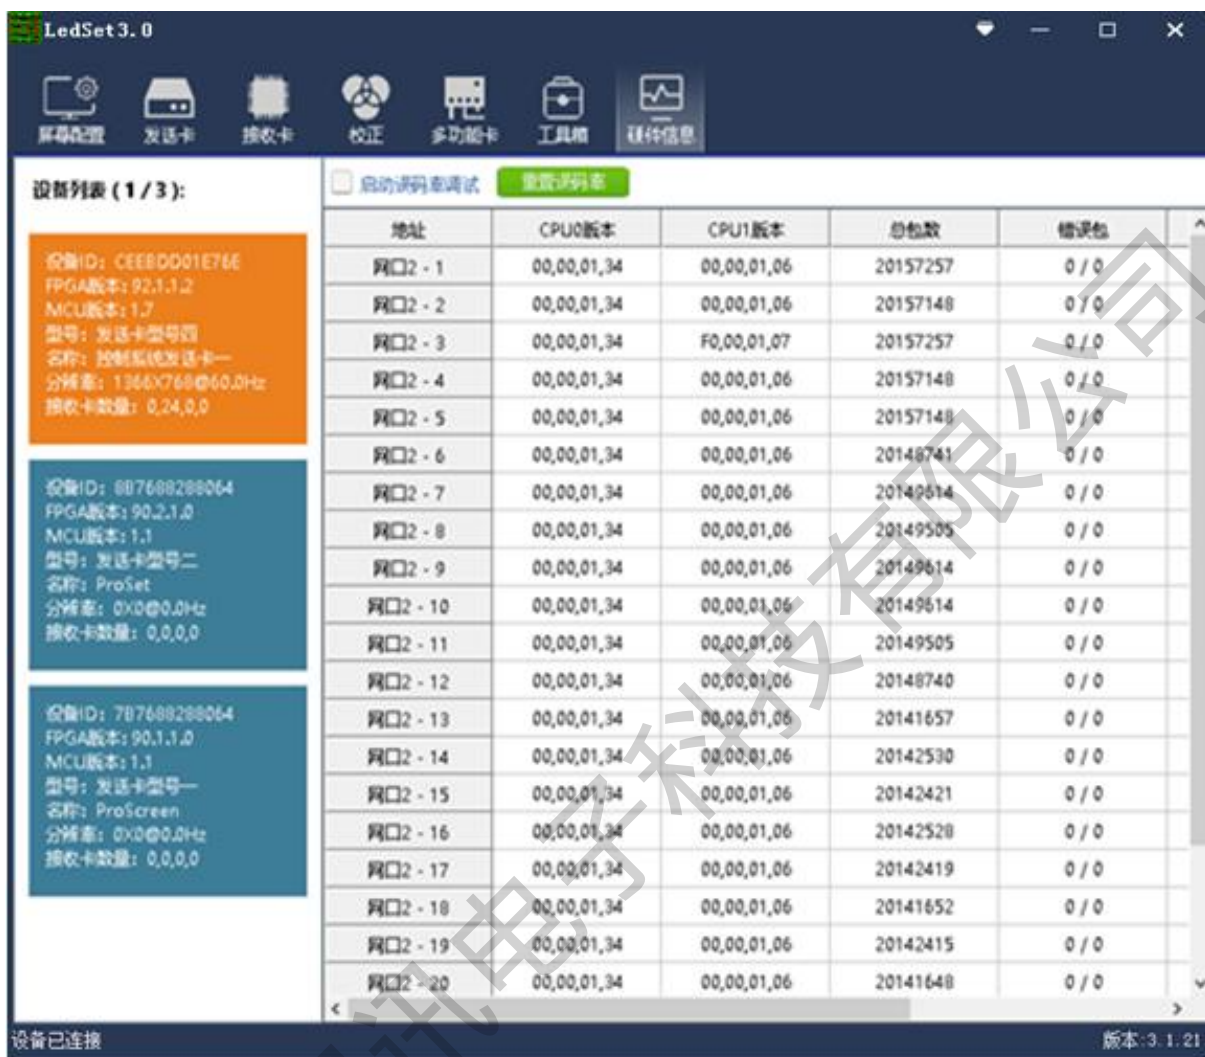 LedSet3.0
屏幕配置 发送卡 接收卡 校正 多功能卡 工具箱 硬件信息
设备列表 (1/3):
启动误码率调试 重置误码率
设备ID: CEEBDD01E76E
FPGA版本: 92.1.1.2
MCU版本: 1.7
型号: 发送卡型号四
名称: 控制系统发送卡一
分辨率: 1366X768@60.0Hz
接收卡数量: 0,24,0,0
设备ID: 8B7688288064
FPGA版本: 90.2.1.0
MCU版本: 1.1
型号: 发送卡型号二
名称: ProSet
分辨率: 0X0@0.0Hz
接收卡数量: 0,0,0,0
设备ID: 7B7688288064
FPGA版本: 90.1.1.0
MCU版本: 1.1
型号: 发送卡型号一
名称: ProScreen
分辨率: 0X0@0.0Hz
接收卡数量: 0,0,0,0
地址 CPU0版本 CPU1版本 总包数 错误包
网口2 - 1 00,00,01,34 00,00,01,06 20157257 0 / 0
网口2 - 2 00,00,01,34 00,00,01,06 20157148 0 / 0
网口2 - 3 00,00,01,34 F0,00,01,07 20157257 0 / 0
网口2 - 4 00,00,01,34 00,00,01,06 20157148 0 / 0
网口2 - 5 00,00,01,34 00,00,01,06 20157148 0 / 0
网口2 - 6 00,00,01,34 00,00,01,06 20148741 0 / 0
网口2 - 7 00,00,01,34 00,00,01,06 20149614 0 / 0
网口2 - 8 00,00,01,34 00,00,01,06 20149505 0 / 0
网口2 - 9 00,00,01,34 00,00,01,06 20149614 0 / 0
网口2 - 10 00,00,01,34 00,00,01,06 20149614 0 / 0
网口2 - 11 00,00,01,34 00,00,01,06 20149505 0 / 0
网口2 - 12 00,00,01,34 00,00,01,06 20148740 0 / 0
网口2 - 13 00,00,01,34 00,00,01,06 20141657 0 / 0
网口2 - 14 00,00,01,34 00,00,01,06 20142530 0 / 0
网口2 - 15 00,00,01,34 00,00,01,06 20142421 0 / 0
网口2 - 16 00,00,01,34 00,00,01,06 20142528 0 / 0
网口2 - 17 00,00,01,34 00,00,01,06 20142419 0 / 0
网口2 - 18 00,00,01,34 00,00,01,06 20141652 0 / 0
网口2 - 19 00,00,01,34 00,00,01,06 20142415 0 / 0
网口2 - 20 00,00,01,34 00,00,01,06 20141648 0 / 0
设备已连接 版本:3.1.21
讯电子科技有限公司